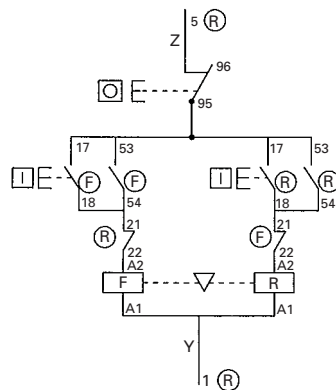 5 R
Z
96
O
95
17 53 17 53
I F F I R R
18 54 18 54
21 21
R F
22 22
A2 A2
F R
A1 A1
Y
1 R